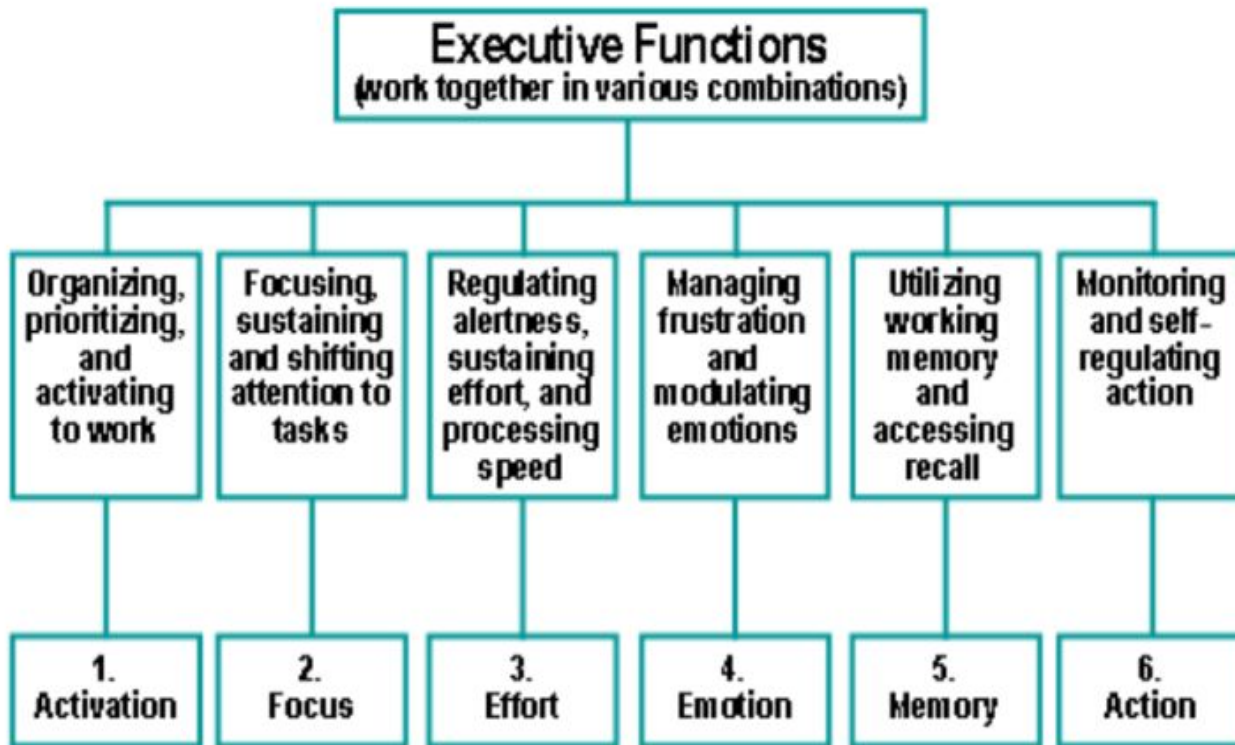 Executive Functions
(work together in various combinations)
Organizing,
prioritizing,
and
activating
to work
Focusing,
sustaining
and shifting
attention to
tasks
Regulating
alertness,
sustaining
effort, and
processing
speed
Managing
frustration
and
modulating
emotions
Utilizing
working
memory
and
accessing
recall
Monitoring
and self-
regulating
action
1.
Activation
2.
Focus
3.
Effort
4.
Emotion
5.
Memory
6.
Action